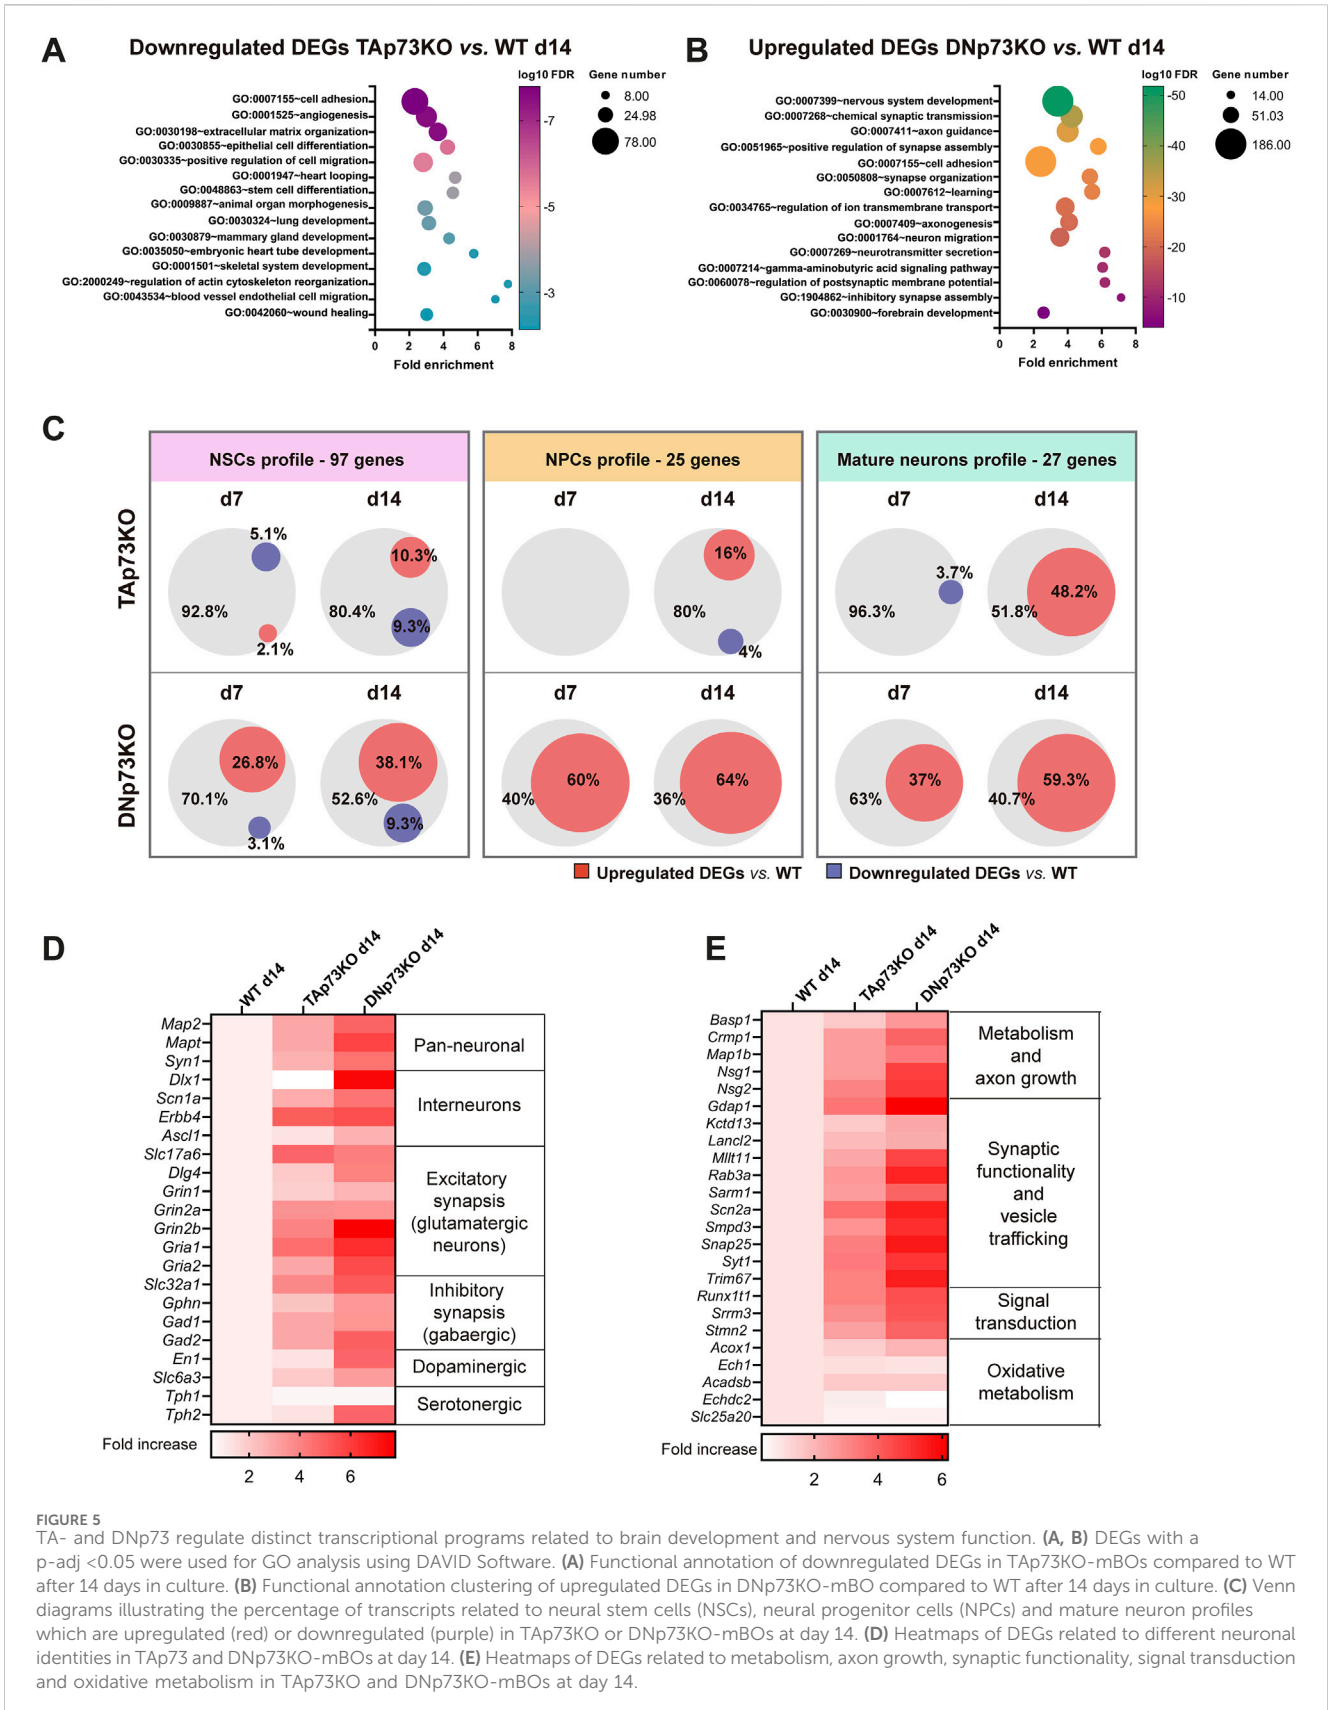 A
Downregulated DEGs TAp73KO vs. WT d14
log10 FDR
Gene number
GO:0007155~cell adhesion
GO:0001525~angiogenesis
GO:0030198~extracellular matrix organization
GO:0030855~epithelial cell differentiation
GO:0030335~positive regulation of cell migration
GO:0001947~heart looping
GO:0048863~stem cell differentiation
GO:0009887~animal organ morphogenesis
GO:0030324~lung development
GO:0030879~mammary gland development
GO:0035050~embryonic heart tube development
GO:0001501~skeletal system development
GO:2000249~regulation of actin cytoskeleton reorganization
GO:0043534~blood vessel endothelial cell migration
GO:0042060~wound healing
0 2 4 6 8
Fold enrichment
-7
-5
-3
8.00
24.98
78.00
B
Upregulated DEGs DNp73KO vs. WT d14
log10 FDR
Gene number
GO:0007399~nervous system development
GO:0007268~chemical synaptic transmission
GO:0007411~axon guidance
GO:0051965~positive regulation of synapse assembly
GO:0007155~cell adhesion
GO:0050808~synapse organization
GO:0007612~learning
GO:0034765~regulation of ion transmembrane transport
GO:0007409~axonogenesis
GO:0001764~neuron migration
GO:0007269~neurotransmitter secretion
GO:0007214~gamma-aminobutyric acid signaling pathway
GO:0060078~regulation of postsynaptic membrane potential
GO:1904862~inhibitory synapse assembly
GO:0030900~forebrain development
0 2 4 6 8
Fold enrichment
-50
-40
-30
-20
-10
14.00
51.03
186.00
C
NSCs profile - 97 genes
NPCs profile - 25 genes
Mature neurons profile - 27 genes
TAp73KO
d7 d14 d7 d14 d7 d14
5.1%
92.8%
2.1%
10.3%
80.4%
9.3%
16%
80%
4%
3.7%
96.3%
48.2%
51.8%
DNp73KO
d7 d14 d7 d14 d7 d14
26.8%
70.1%
3.1%
38.1%
52.6%
9.3%
60%
40%
64%
36%
37%
63%
59.3%
40.7%
Upregulated DEGs vs. WT
Downregulated DEGs vs. WT
D
WT d14
TAp73KO d14
DNp73KO d14
Map2
Mapt
Syn1
Dlx1
Scn1a
Erbb4
Ascl1
Slc17a6
Dlg4
Grin1
Grin2a
Grin2b
Gria1
Gria2
Slc32a1
Gphn
Gad1
Gad2
En1
Slc6a3
Tph1
Tph2
Pan-neuronal
Interneurons
Excitatory
synapsis
(glutamatergic
neurons)
Inhibitory
synapsis
(gabaergic)
Dopaminergic
Serotonergic
Fold increase
2 4 6
E
WT d14
TAp73KO d14
DNp73KO d14
Basp1
Crmp1
Map1b
Nsg1
Nsg2
Gdap1
Kctd13
Lancl2
Mllt11
Rab3a
Sarm1
Scn2a
Smpd3
Snap25
Syt1
Trim67
Runx1t1
Srrm3
Stmn2
Acox1
Ech1
Acadsb
Echdc2
Slc25a20
Metabolism
and
axon growth
Synaptic
functionality
and
vesicle
trafficking
Signal
transduction
Oxidative
metabolism
Fold increase
2 4 6
FIGURE 5
TA- and DNp73 regulate distinct transcriptional programs related to brain development and nervous system function. (A, B) DEGs with a
p-adj <0.05 were used for GO analysis using DAVID Software. (A) Functional annotation of downregulated DEGs in TAp73KO-mBOs compared to WT
after 14 days in culture. (B) Functional annotation clustering of upregulated DEGs in DNp73KO-mBO compared to WT after 14 days in culture. (C) Venn
diagrams illustrating the percentage of transcripts related to neural stem cells (NSCs), neural progenitor cells (NPCs) and mature neuron profiles
which are upregulated (red) or downregulated (purple) in TAp73KO or DNp73KO-mBOs at day 14. (D) Heatmaps of DEGs related to different neuronal
identities in TAp73 and DNp73KO-mBOs at day 14. (E) Heatmaps of DEGs related to metabolism, axon growth, synaptic functionality, signal transduction
and oxidative metabolism in TAp73KO and DNp73KO-mBOs at day 14.